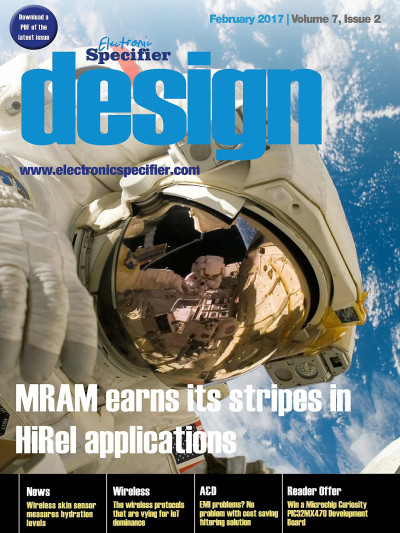 Download a
PDF of the
latest issue
February 2017 | Volume 7, Issue 2
Electronic
Specifier
design
www.electronicspecifier.com
MRAM earns its stripes in
HiRel applications
News
Wireless skin sensor
measures hydration
levels
Wireless
The wireless protocols
that are vying for IoT
dominance
ACD
EMI problems? No
problem with cost saving
filtering solution
Reader Offer
Win a Microchip Curiosity
PIC32MX470 Development
Board